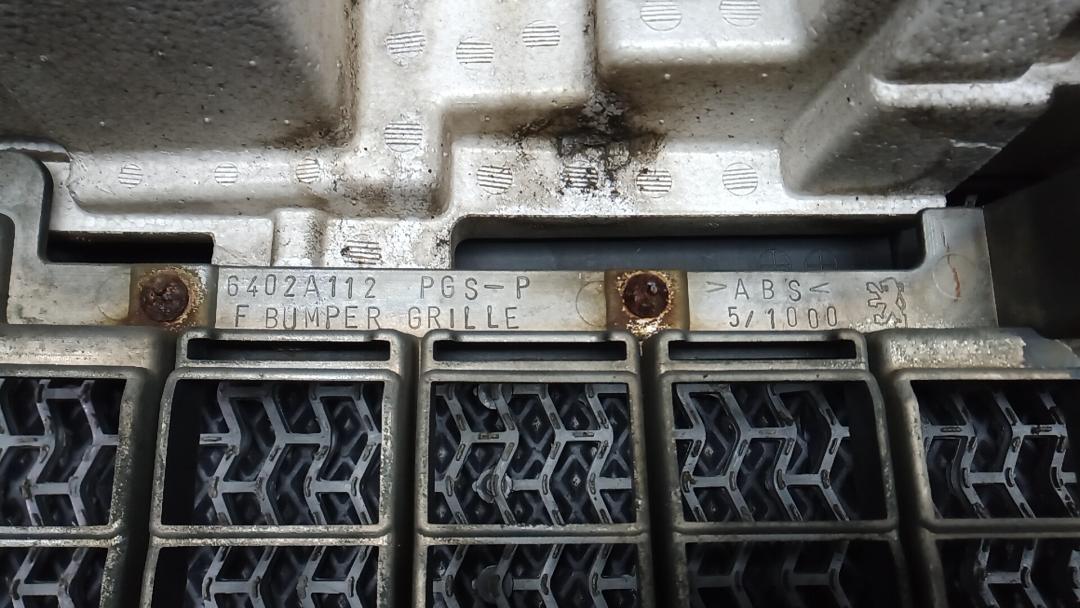 6402A112 PGS-P >ABS<
F BUMPER GRILLE 5/1000